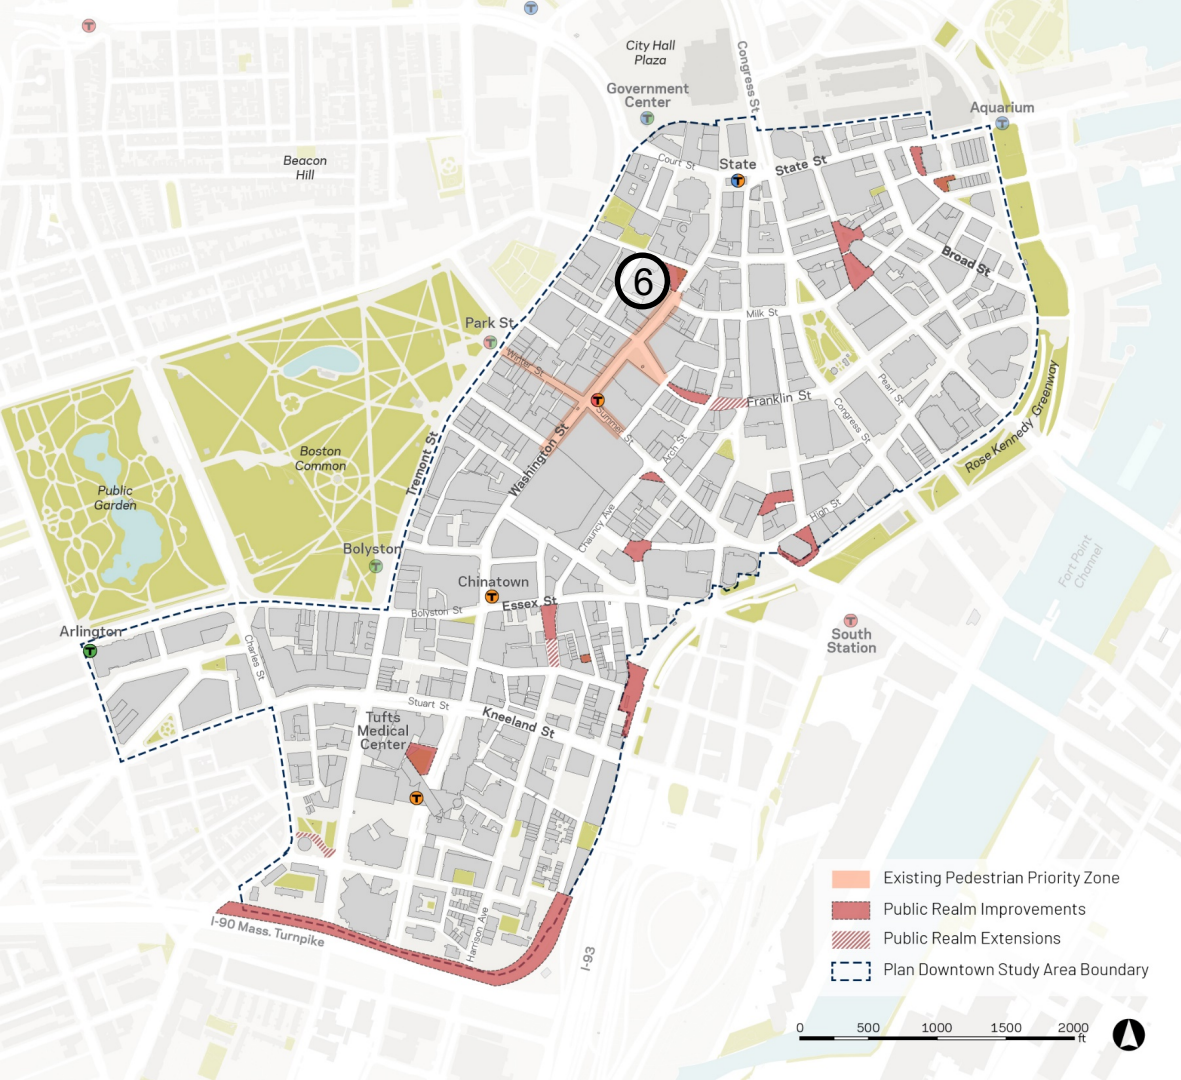 City Hall
Plaza
Congress St
Government
Center
Aquarium
Beacon
Hill
Court St
State
State St
Broad St
6
Park St
Milk St
Winter St
Franklin St
Pearl St
Congress St
Summer St
Arch St
Washington St
Tremont St
Rose Kennedy Greenway
Boston
Common
Public
Garden
High St
Chauncy Ave
Bolyston
Chinatown
Essex St
Bolyston St
Fort Point
Channel
Arlington
Charles St
South
Station
Stuart St
Kneeland St
Tufts
Medical
Center
I-90 Mass. Turnpike
Harrison Ave
I-93
Existing Pedestrian Priority Zone
Public Realm Improvements
Public Realm Extensions
Plan Downtown Study Area Boundary
0 500 1000 1500 2000
ft
T
T
T
T
T
T
T
T
T
T
T